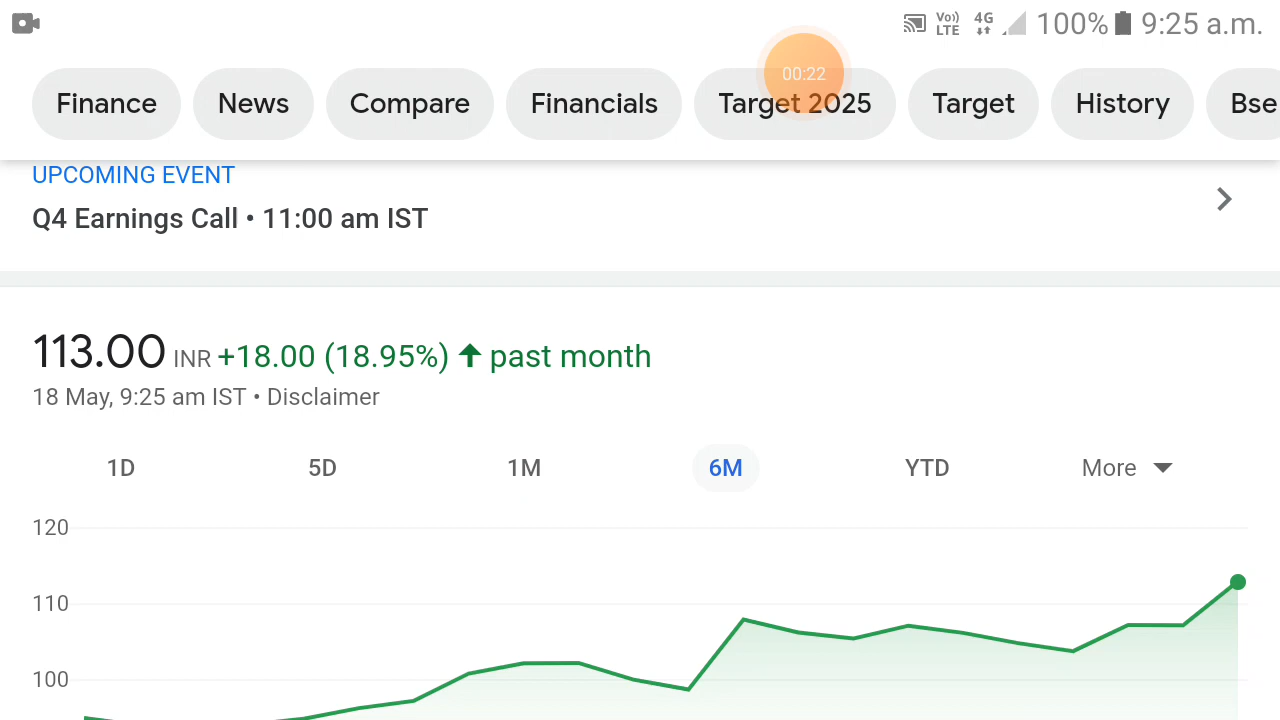 Vo)) LTE 4G 100% 9:25 a.m.
00:22
Finance News Compare Financials Target 2025 Target History Bse
UPCOMING EVENT
Q4 Earnings Call • 11:00 am IST
113.00 INR +18.00 (18.95%) ↑ past month
18 May, 9:25 am IST • Disclaimer
1D 5D 1M 6M YTD More
120
110
100